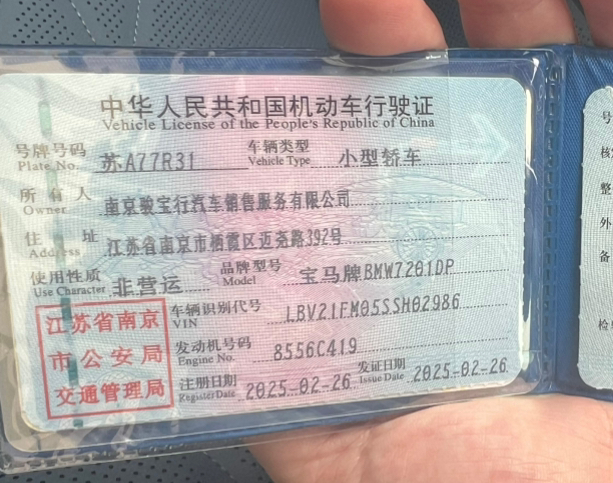 中华人民共和国机动车行驶证
Vehicle License of the People's Republic of China
号牌号码 苏A77R31 车辆类型 小型轿车
Plate No. Vehicle Type
所有人 南京骏宝行汽车销售服务有限公司
Owner
住址 江苏省南京市栖霞区迈尧路392号
Address
使用性质 非营运 品牌型号 宝马牌BMW7201DP
Use Character Model
车辆识别代号 LBV21FM05SSH02986
VIN
发动机号码 8556C419
Engine No.
注册日期 2025-02-26 发证日期 2025-02-26
Register Date Issue Date
江苏省南京
市公安局
交通管理局
号
核
整
外
备
检